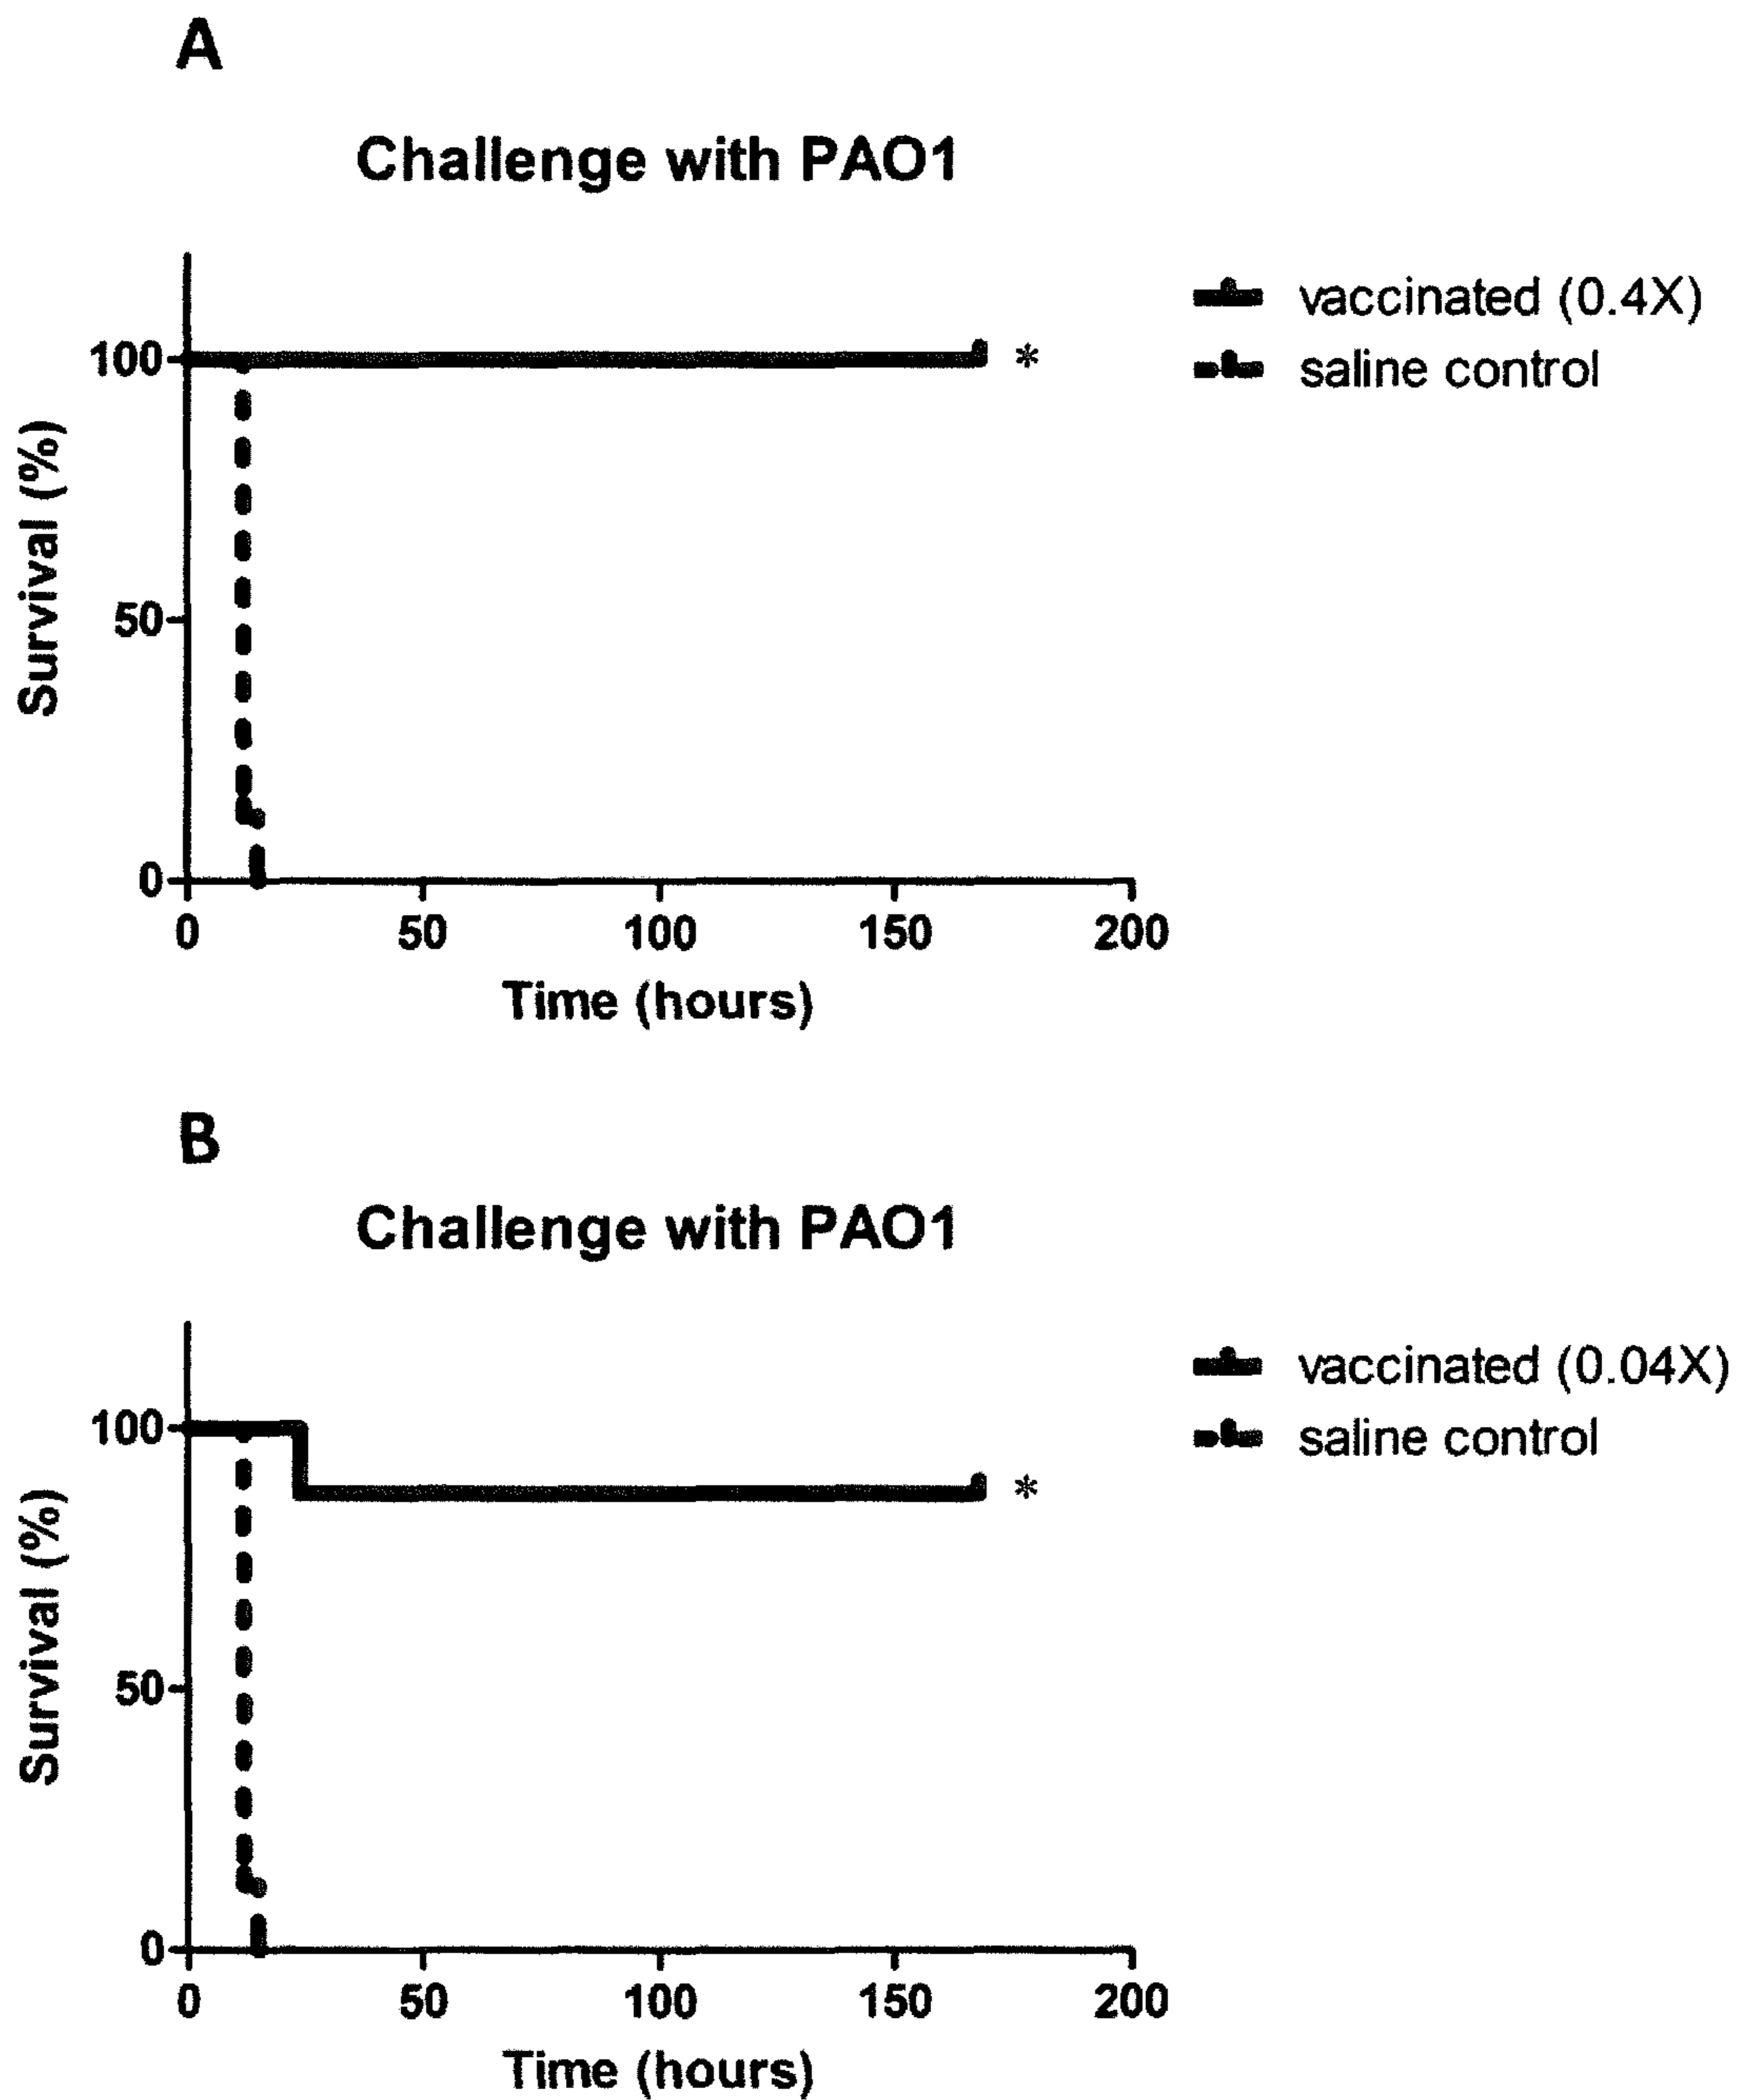 A
Challenge with PAO1
vaccinated (0.4X)
saline control
Survival (%)
100
*
50
0
0 50 100 150 200
Time (hours)
B
Challenge with PAO1
vaccinated (0.04X)
saline control
Survival (%)
100
*
50
0
0 50 100 150 200
Time (hours)